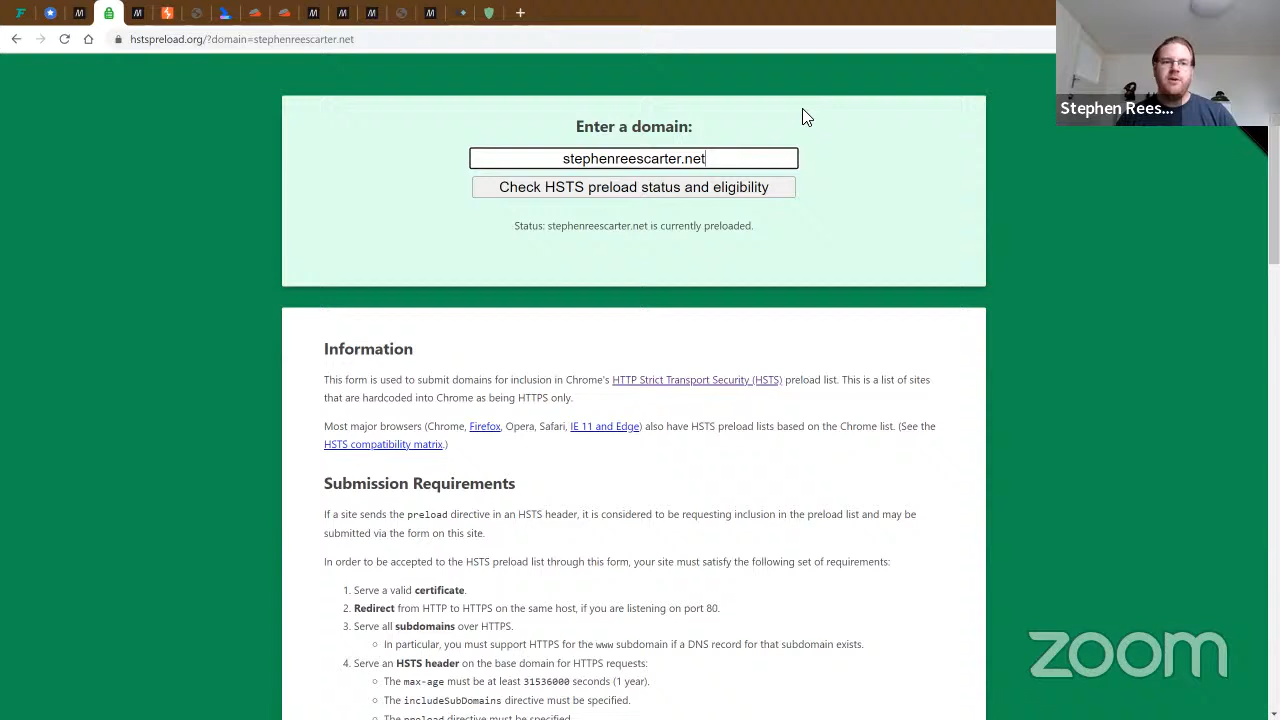 hstspreload.org/?domain=stephenreescarter.net
Stephen Rees...
Enter a domain:
stephenreescarter.net
Check HSTS preload status and eligibility
Status: stephenreescarter.net is currently preloaded.
Information
This form is used to submit domains for inclusion in Chrome's HTTP Strict Transport Security (HSTS) preload list. This is a list of sites
that are hardcoded into Chrome as being HTTPS only.
Most major browsers (Chrome, Firefox, Opera, Safari, IE 11 and Edge) also have HSTS preload lists based on the Chrome list. (See the
HSTS compatibility matrix.)
Submission Requirements
If a site sends the preload directive in an HSTS header, it is considered to be requesting inclusion in the preload list and may be
submitted via the form on this site.
In order to be accepted to the HSTS preload list through this form, your site must satisfy the following set of requirements:
1. Serve a valid certificate.
2. Redirect from HTTP to HTTPS on the same host, if you are listening on port 80.
3. Serve all subdomains over HTTPS.
◦ In particular, you must support HTTPS for the www subdomain if a DNS record for that subdomain exists.
4. Serve an HSTS header on the base domain for HTTPS requests:
◦ The max-age must be at least 31536000 seconds (1 year).
◦ The includeSubDomains directive must be specified.
◦ The preload directive must be specified.
zoom